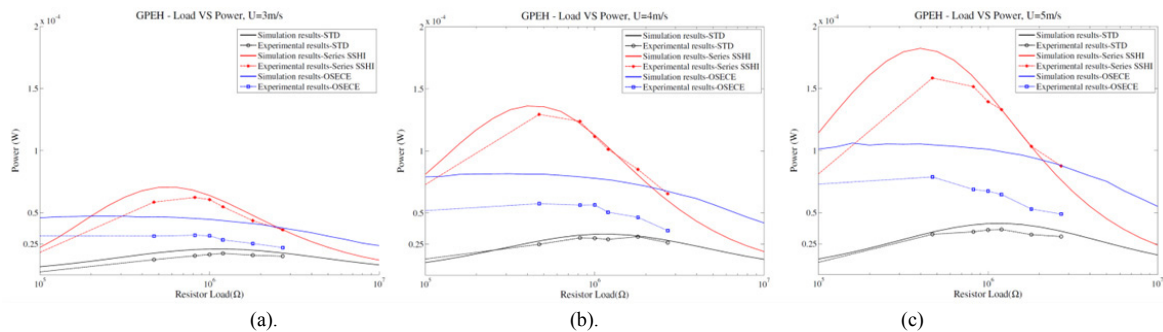 GPEH - Load VS Power, U=3m/s
2 x 10⁻⁴
Simulation results-STD
Experimental results-STD
Simulation results-Series SSHI
Experimental results-Series SSHI
Simulation results-OSECE
Experimental results-OSECE
1.5
1
0.5
0.25
Power (W)
10⁵
10⁶
10⁷
Resistor Load(Ω)
(a).
GPEH - Load VS Power, U=4m/s
2 x 10⁻⁴
Simulation results-STD
Experimental results-STD
Simulation results-Series SSHI
Experimental results-Series SSHI
Simulation results-OSECE
Experimental results-OSECE
1.5
1
0.5
0.25
Power (W)
10⁵
10⁶
10⁷
Resistor Load(Ω)
(b).
GPEH - Load VS Power, U=5m/s
2 x 10⁻⁴
Simulation results-STD
Experimental results-STD
Simulation results-Series SSHI
Experimental results-Series SSHI
Simulation results-OSECE
Experimental results-OSECE
1.5
1
0.5
0.25
Power (W)
10⁵
10⁶
10⁷
Resistor Load(Ω)
(c)